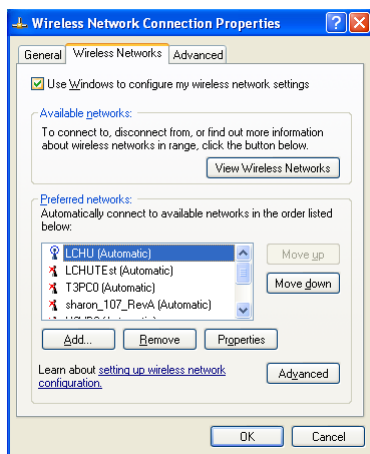 Wireless Network Connection Properties
General Wireless Networks Advanced
Use Windows to configure my wireless network settings
Available networks:
To connect to, disconnect from, or find out more information
about wireless networks in range, click the button below.
View Wireless Networks
Preferred networks:
Automatically connect to available networks in the order listed
below:
LCHU (Automatic)
LCHUTEst (Automatic)
T3PC0 (Automatic)
sharon_107_RevA (Automatic)
Move up
Move down
Add... Remove Properties
Learn about setting up wireless network
configuration.
Advanced
OK Cancel